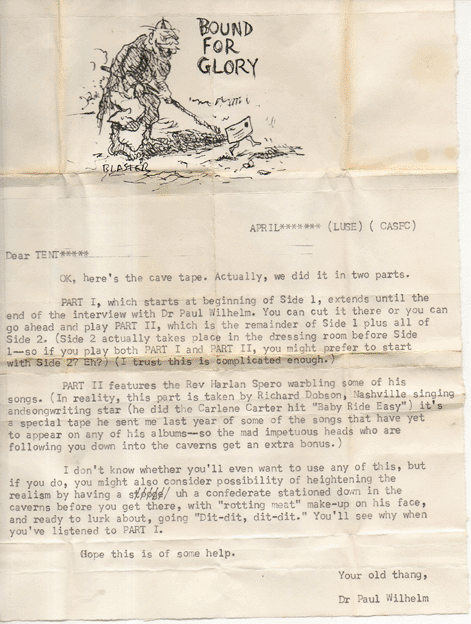 BOUND
FOR
GLORY
BLASTER
APRIL******* (LUSE) ( CASFC)
Dear TENT*****
OK, here's the cave tape. Actually, we did it in two parts.
PART I, which starts at beginning of Side 1, extends until the
end of the interview with Dr Paul Wilhelm. You can cut it there or you can
go ahead and play PART II, which is the remainder of Side 1 plus all of
Side 2. (Side 2 actually takes place in the dressing room before Side
1--so if you play both PART I and PART II, you might prefer to start
with Side 2? Eh?) (I trust this is complicated enough.)
PART II features the Rev Harlan Spero warbling some of his
songs. (In reality, this part is taken by Richard Dobson, Nashville singing
andsongwriting star (he did the Carlene Carter hit "Baby Ride Easy") it's
a special tape he sent me last year of some of the songs that have yet
to appear on any of his albums--so the mad impetuous heads who are
following you down into the caverns get an extra bonus.)
I don't know whether you'll even want to use any of this, but
if you do, you might also consider possibility of heightening the
realism by having a uh a confederate stationed down in the
caverns before you get there, with "rotting meat" make-up on his face,
and ready to lurk about, going "Dit-dit, dit-dit." You'll see why when
you've listened to PART I.
Hope this is of some help.
Your old thang,
Dr Paul Wilhelm